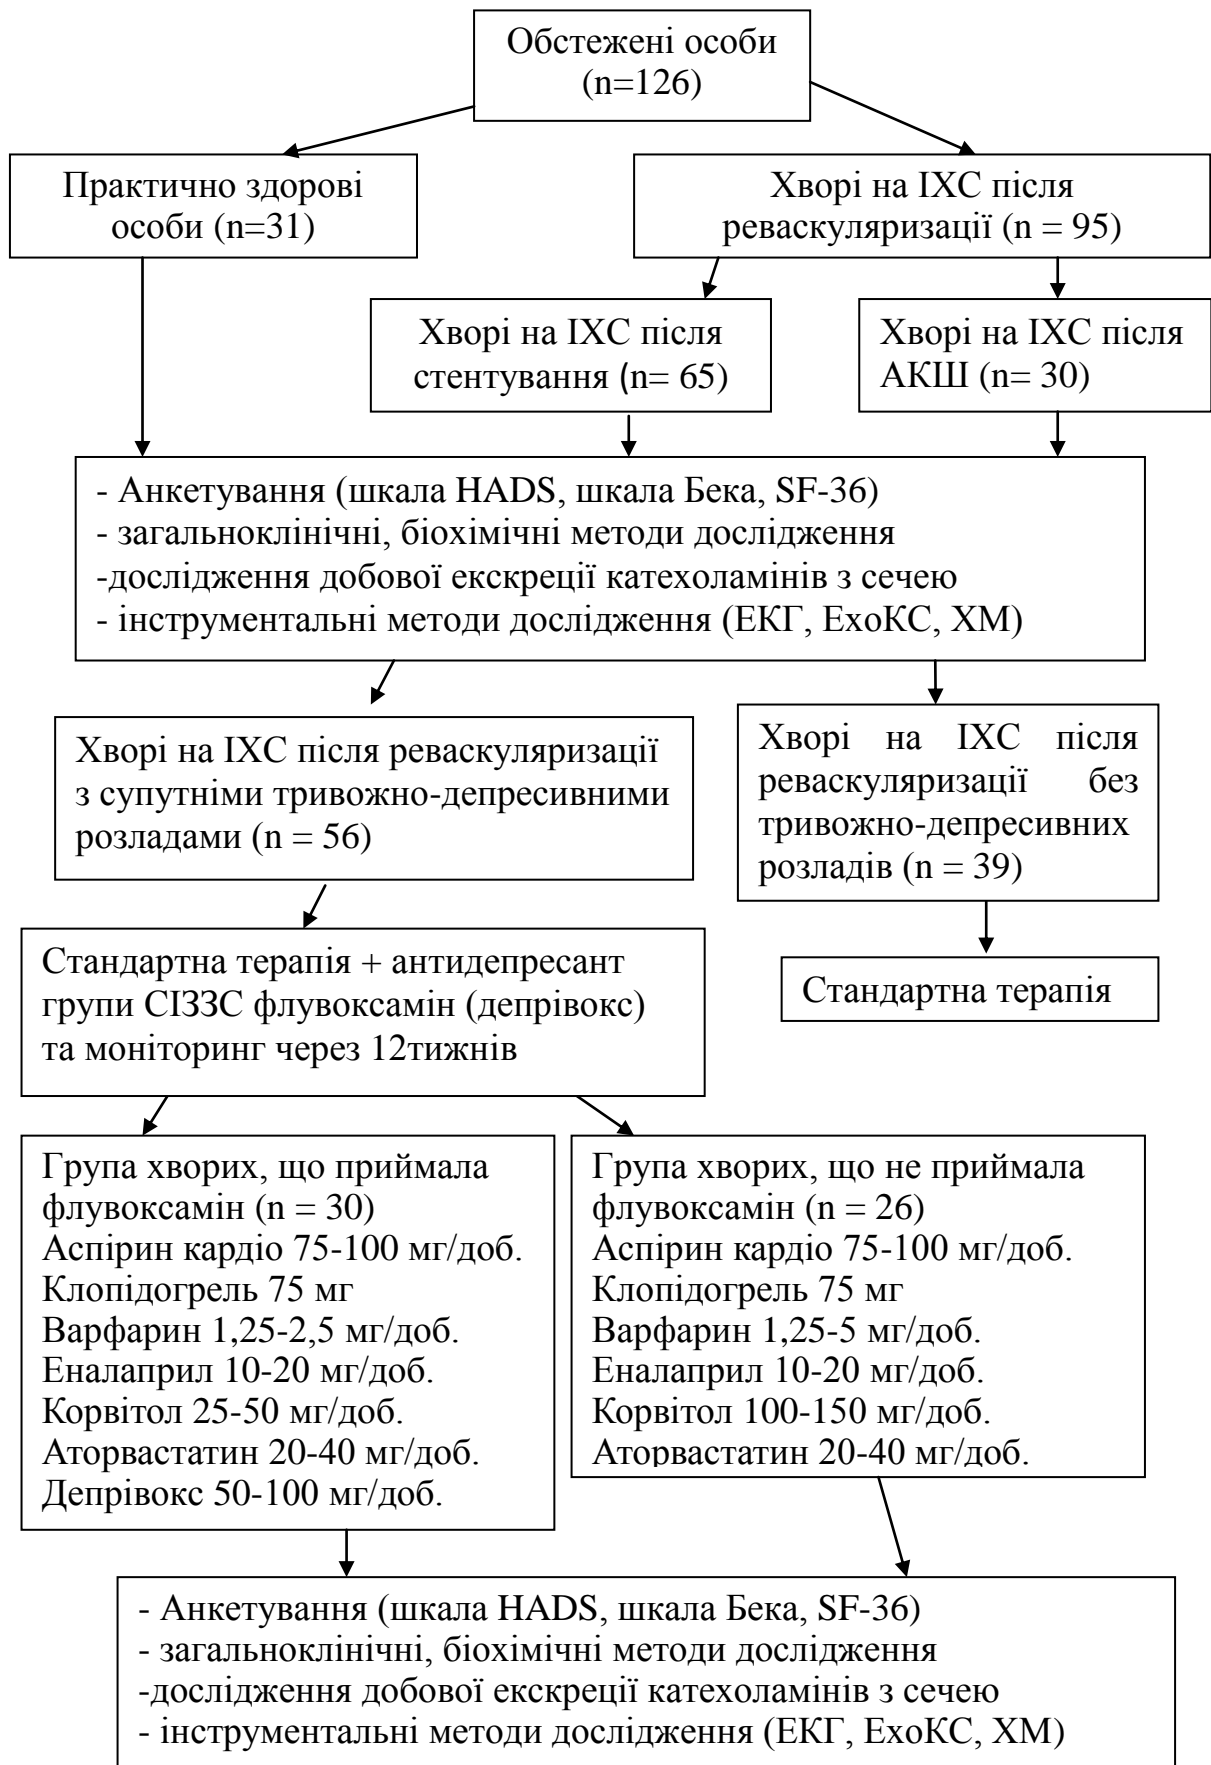 Обстежені особи
(n=126)
Практично здорові
особи (n=31)
Хворі на ІХС після
реваскуляризації (n = 95)
Хворі на ІХС після
стентування (n= 65)
Хворі на ІХС після
АКШ (n= 30)
- Анкетування (шкала HADS, шкала Бека, SF-36)
- загальноклінічні, біохімічні методи дослідження
-дослідження добової екскреції катехоламінів з сечею
- інструментальні методи дослідження (ЕКГ, ЕхоКС, ХМ)
Хворі на ІХС після реваскуляризації
з супутніми тривожно-депресивними
розладами (n = 56)
Хворі на ІХС після
реваскуляризації без
тривожно-депресивних
розладів (n = 39)
Стандартна терапія + антидепресант
групи СІЗЗС флувоксамін (депрівокс)
та моніторинг через 12тижнів
Стандартна терапія
Група хворих, що приймала
флувоксамін (n = 30)
Аспірин кардіо 75-100 мг/доб.
Клопідогрель 75 мг
Варфарин 1,25-2,5 мг/доб.
Еналаприл 10-20 мг/доб.
Корвітол 25-50 мг/доб.
Аторвастатин 20-40 мг/доб.
Депрівокс 50-100 мг/доб.
Група хворих, що не приймала
флувоксамін (n = 26)
Аспірин кардіо 75-100 мг/доб.
Клопідогрель 75 мг
Варфарин 1,25-5 мг/доб.
Еналаприл 10-20 мг/доб.
Корвітол 100-150 мг/доб.
Аторвастатин 20-40 мг/доб.
- Анкетування (шкала HADS, шкала Бека, SF-36)
- загальноклінічні, біохімічні методи дослідження
-дослідження добової екскреції катехоламінів з сечею
- інструментальні методи дослідження (ЕКГ, ЕхоКС, ХМ)